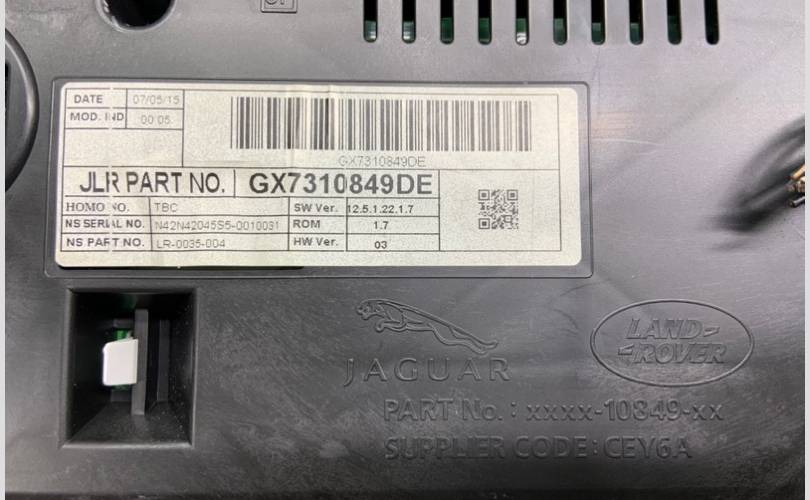 DATE 07/05/15
MOD. IND 00 05
GX7310849DE
JLR PART NO. GX7310849DE
HOMO NO. TBC SW Ver. 12.5.1.22.1.7
NS SERIAL NO. N42N42045S5-0010031 ROM 1.7
NS PART NO. LR-0035-004 HW Ver. 03
JAGUAR
LAND-
-ROVER
PART No. : xxxx-10849-xx
SUPPLIER CODE : CEY6A